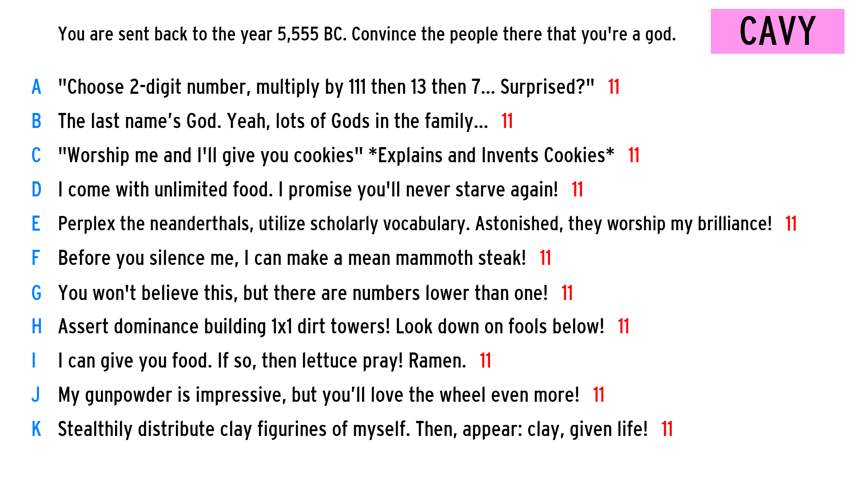 You are sent back to the year 5,555 BC. Convince the people there that you're a god.
CAVY
A "Choose 2-digit number, multiply by 111 then 13 then 7... Surprised?" 11
B The last name’s God. Yeah, lots of Gods in the family... 11
C "Worship me and I'll give you cookies" *Explains and Invents Cookies* 11
D I come with unlimited food. I promise you'll never starve again! 11
E Perplex the neanderthals, utilize scholarly vocabulary. Astonished, they worship my brilliance! 11
F Before you silence me, I can make a mean mammoth steak! 11
G You won't believe this, but there are numbers lower than one! 11
H Assert dominance building 1x1 dirt towers! Look down on fools below! 11
I I can give you food. If so, then lettuce pray! Ramen. 11
J My gunpowder is impressive, but you’ll love the wheel even more! 11
K Stealthily distribute clay figurines of myself. Then, appear: clay, given life! 11